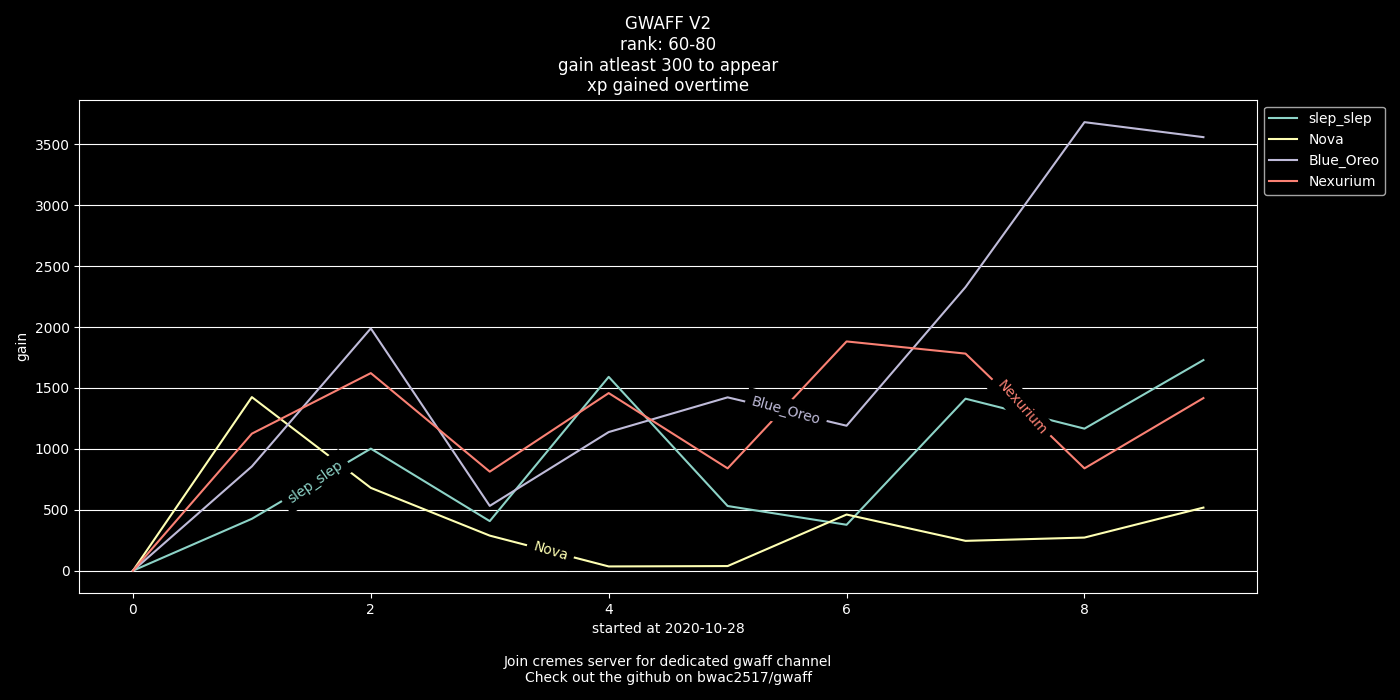 GWAFF V2
rank: 60-80
gain atleast 300 to appear
xp gained overtime
slep_slep
Nova
Blue_Oreo
Nexurium
3500
3000
2500
2000
1500
1000
500
0
gain
slep_slep
Nova
Blue_Oreo
Nexurium
0 2 4 6 8
started at 2020-10-28
Join cremes server for dedicated gwaff channel
Check out the github on bwac2517/gwaff